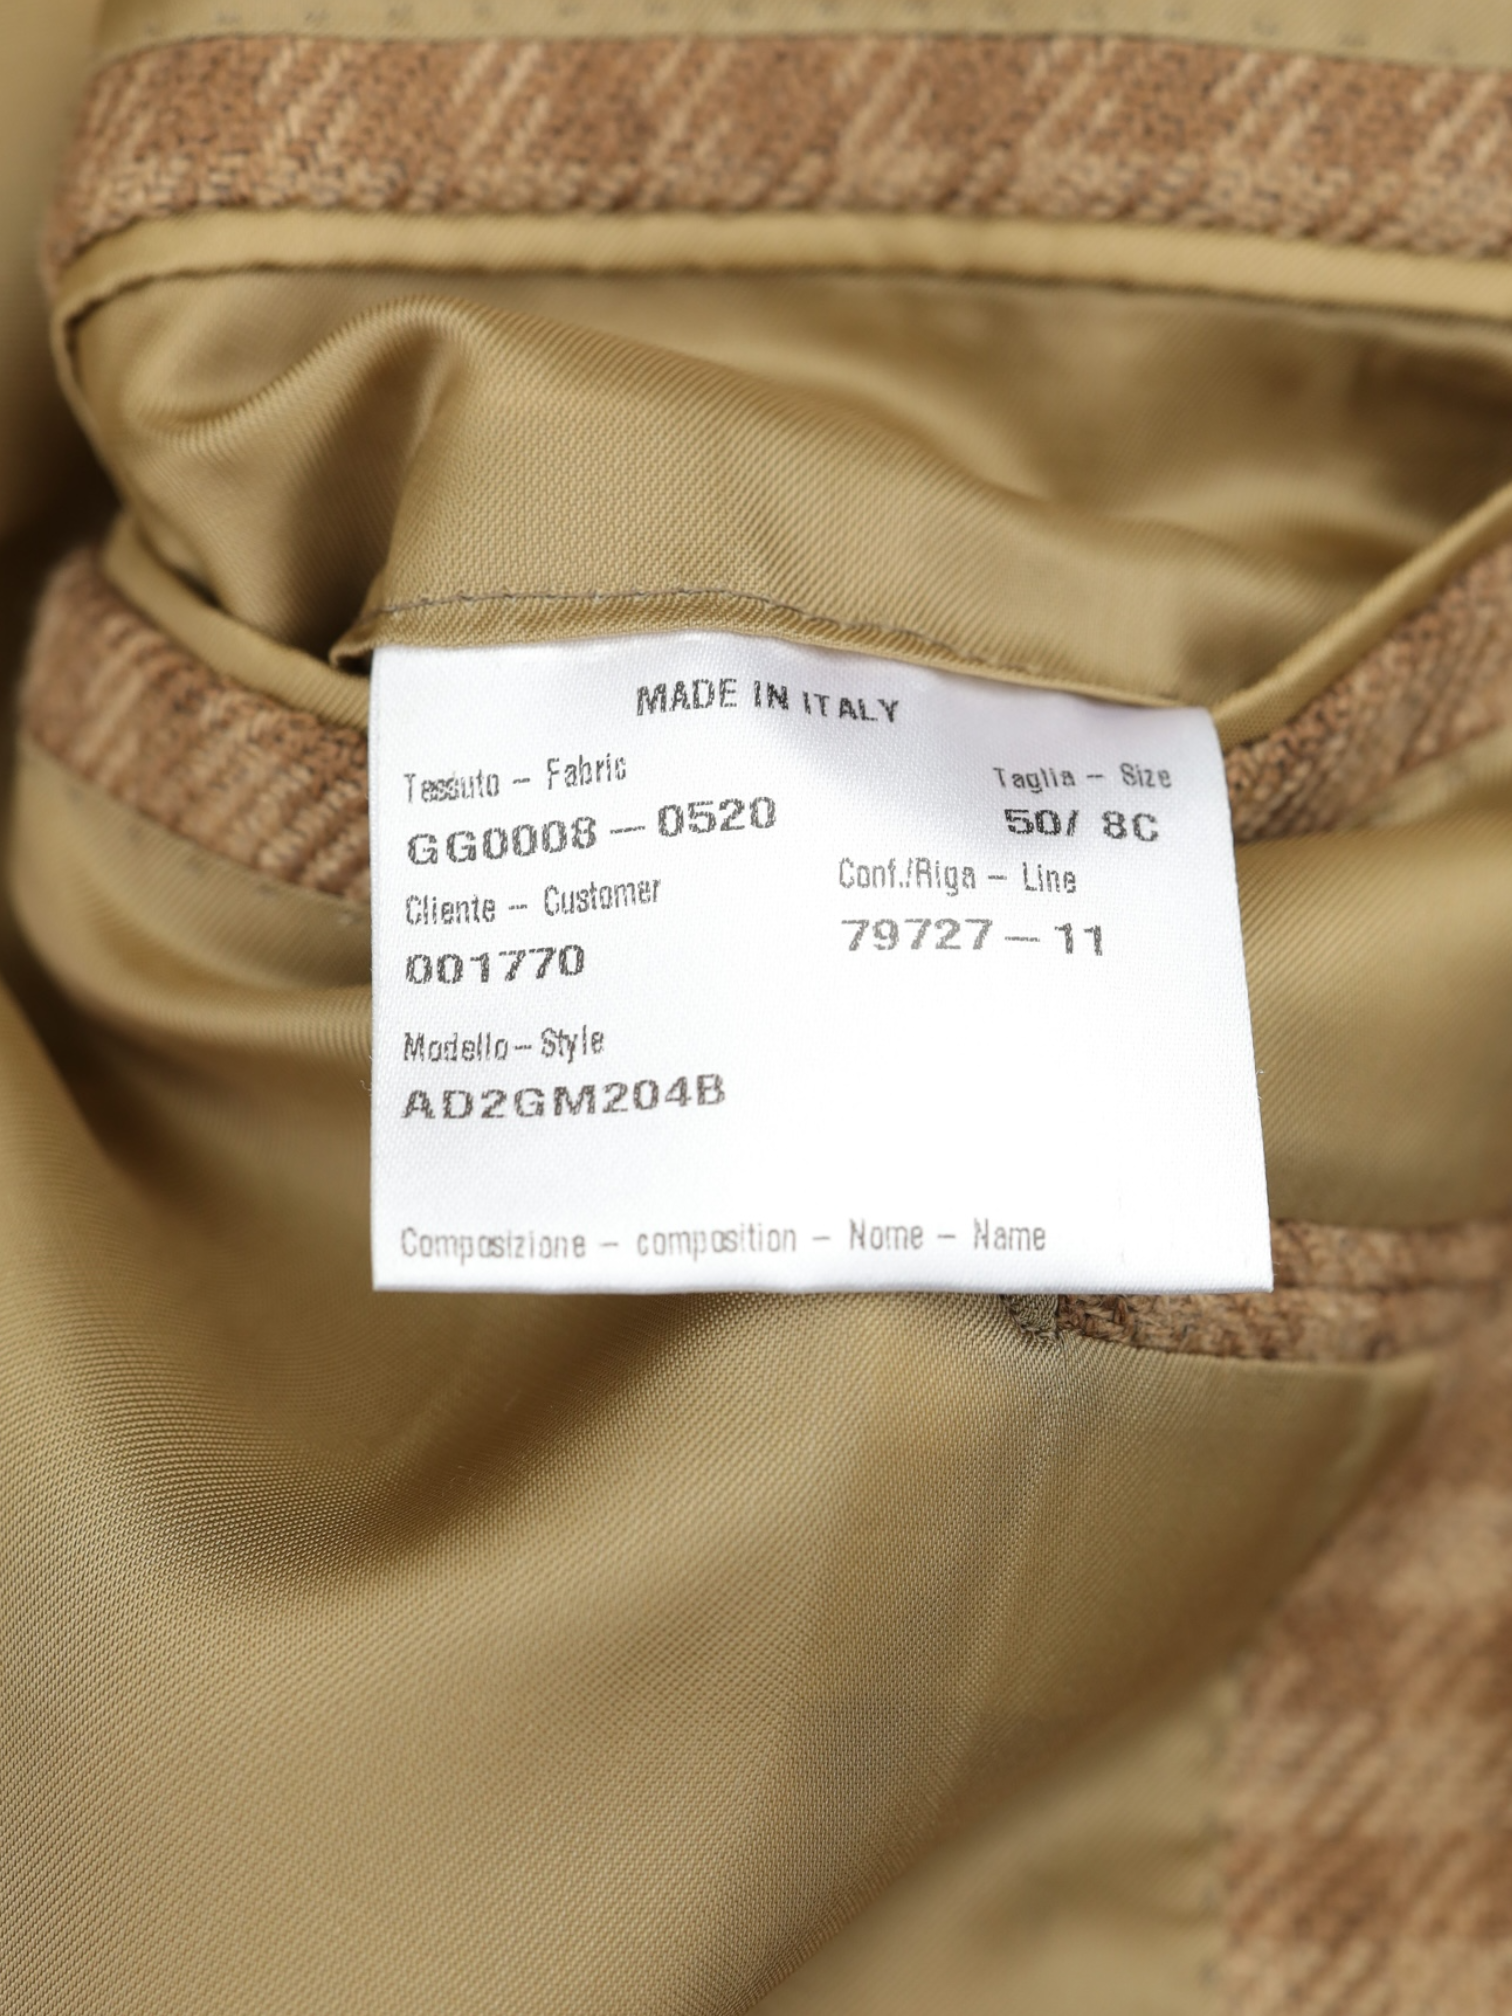 MADE IN ITALY
Tessuto – Fabric
Taglia – Size
GG0008 — 0520
50/ 8C
Cliente – Customer
Conf./Riga – Line
001770
79727 — 11
Modello – Style
AD2GM204B
Composizione – composition – Nome – Name